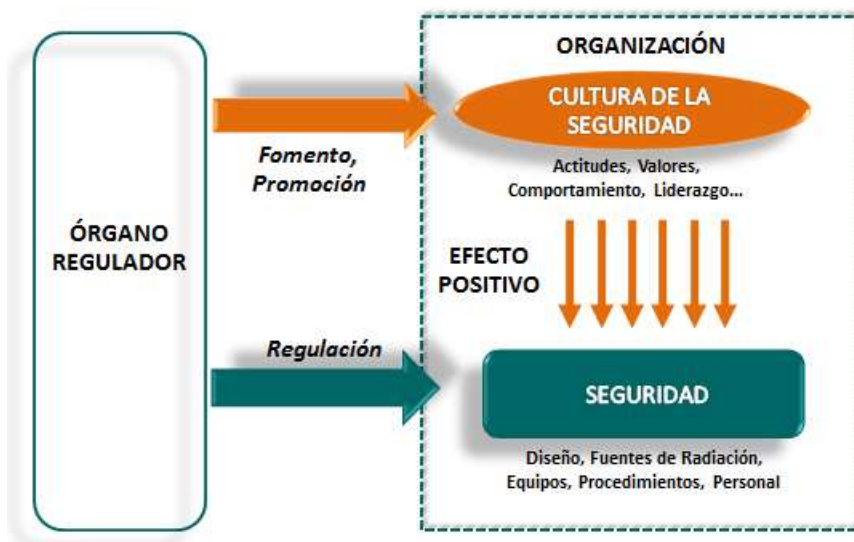 ÓRGANO
REGULADOR
Fomento,
Promoción
Regulación
ORGANIZACIÓN
CULTURA DE LA
SEGURIDAD
Actitudes, Valores,
Comportamiento, Liderazgo...
EFECTO
POSITIVO
SEGURIDAD
Diseño, Fuentes de Radiación,
Equipos, Procedimientos, Personal